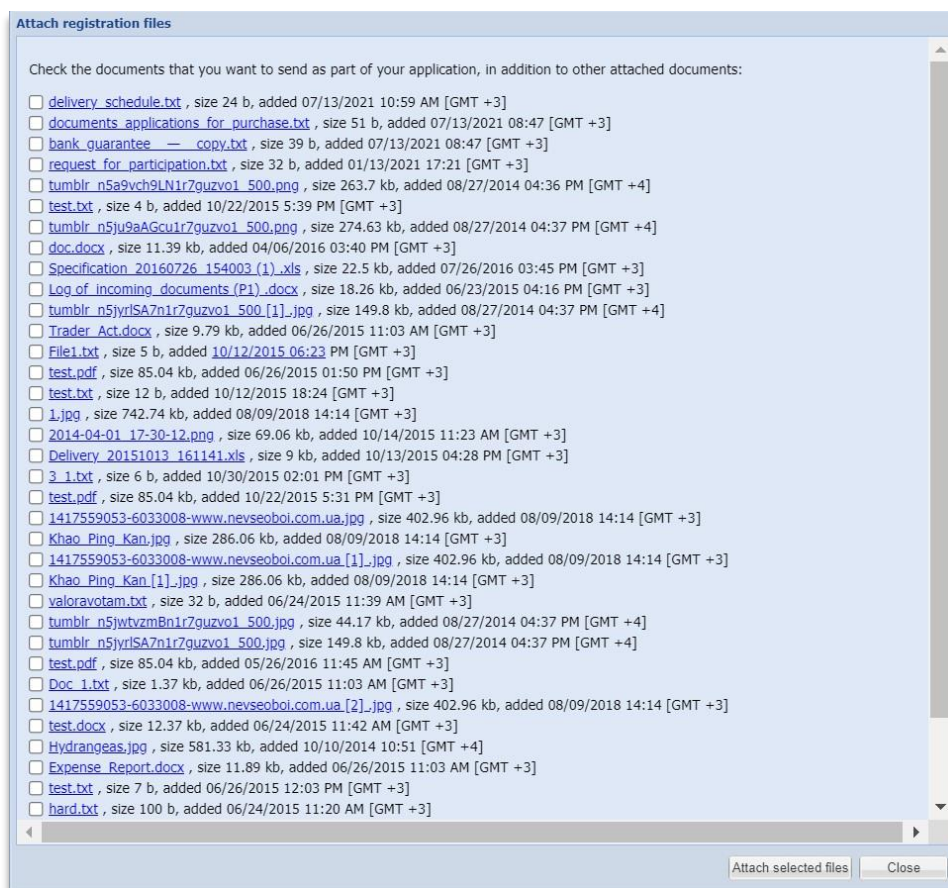 Attach registration files
Check the documents that you want to send as part of your application, in addition to other attached documents:
delivery_schedule.txt , size 24 b, added 07/13/2021 10:59 AM [GMT +3]
documents_applications_for_purchase.txt , size 51 b, added 07/13/2021 08:47 [GMT +3]
bank_guarantee_—_copy.txt , size 39 b, added 07/13/2021 08:47 [GMT +3]
request_for_participation.txt , size 32 b, added 01/13/2021 17:21 [GMT +3]
tumblr_n5a9vch9LN1r7guzvo1_500.png , size 263.7 kb, added 08/27/2014 04:36 PM [GMT +4]
test.txt , size 4 b, added 10/22/2015 5:39 PM [GMT +3]
tumblr_n5ju9aAGcu1r7guzvo1_500.png , size 274.63 kb, added 08/27/2014 04:37 PM [GMT +4]
doc.docx , size 11.39 kb, added 04/06/2016 03:40 PM [GMT +3]
Specification_20160726_154003 (1) .xls , size 22.5 kb, added 07/26/2016 03:45 PM [GMT +3]
Log_of_incoming_documents (P1) .docx , size 18.26 kb, added 06/23/2015 04:16 PM [GMT +3]
tumblr_n5jyrlSA7n1r7guzvo1_500 [1] .jpg , size 149.8 kb, added 08/27/2014 04:37 PM [GMT +4]
Trader_Act.docx , size 9.79 kb, added 06/26/2015 11:03 AM [GMT +3]
File1.txt , size 5 b, added 10/12/2015 06:23 PM [GMT +3]
test.pdf , size 85.04 kb, added 06/26/2015 01:50 PM [GMT +3]
test.txt , size 12 b, added 10/12/2015 18:24 [GMT +3]
1.jpg , size 742.74 kb, added 08/09/2018 14:14 [GMT +3]
2014-04-01_17-30-12.png , size 69.06 kb, added 10/14/2015 11:23 AM [GMT +3]
Delivery_20151013_161141.xls , size 9 kb, added 10/13/2015 04:28 PM [GMT +3]
3_1.txt , size 6 b, added 10/30/2015 02:01 PM [GMT +3]
test.pdf , size 85.04 kb, added 10/22/2015 5:31 PM [GMT +3]
1417559053-6033008-www.nevseoboi.com.ua.jpg , size 402.96 kb, added 08/09/2018 14:14 [GMT +3]
Khao_Ping_Kan.jpg , size 286.06 kb, added 08/09/2018 14:14 [GMT +3]
1417559053-6033008-www.nevseoboi.com.ua [1] .jpg , size 402.96 kb, added 08/09/2018 14:14 [GMT +3]
Khao_Ping_Kan [1] .jpg , size 286.06 kb, added 08/09/2018 14:14 [GMT +3]
valoravotam.txt , size 32 b, added 06/24/2015 11:39 AM [GMT +3]
tumblr_n5jwtvzmBn1r7guzvo1_500.jpg , size 44.17 kb, added 08/27/2014 04:37 PM [GMT +4]
tumblr_n5jyrlSA7n1r7guzvo1_500.jpg , size 149.8 kb, added 08/27/2014 04:37 PM [GMT +4]
test.pdf , size 85.04 kb, added 05/26/2016 11:45 AM [GMT +3]
Doc_1.txt , size 1.37 kb, added 06/26/2015 11:03 AM [GMT +3]
1417559053-6033008-www.nevseoboi.com.ua [2] .jpg , size 402.96 kb, added 08/09/2018 14:14 [GMT +3]
test.docx , size 12.37 kb, added 06/24/2015 11:42 AM [GMT +3]
Hydrangeas.jpg , size 581.33 kb, added 10/10/2014 10:51 [GMT +4]
Expense_Report.docx , size 11.89 kb, added 06/26/2015 11:03 AM [GMT +3]
test.txt , size 7 b, added 06/26/2015 12:03 PM [GMT +3]
hard.txt , size 100 b, added 06/24/2015 11:20 AM [GMT +3]
Attach selected files Close